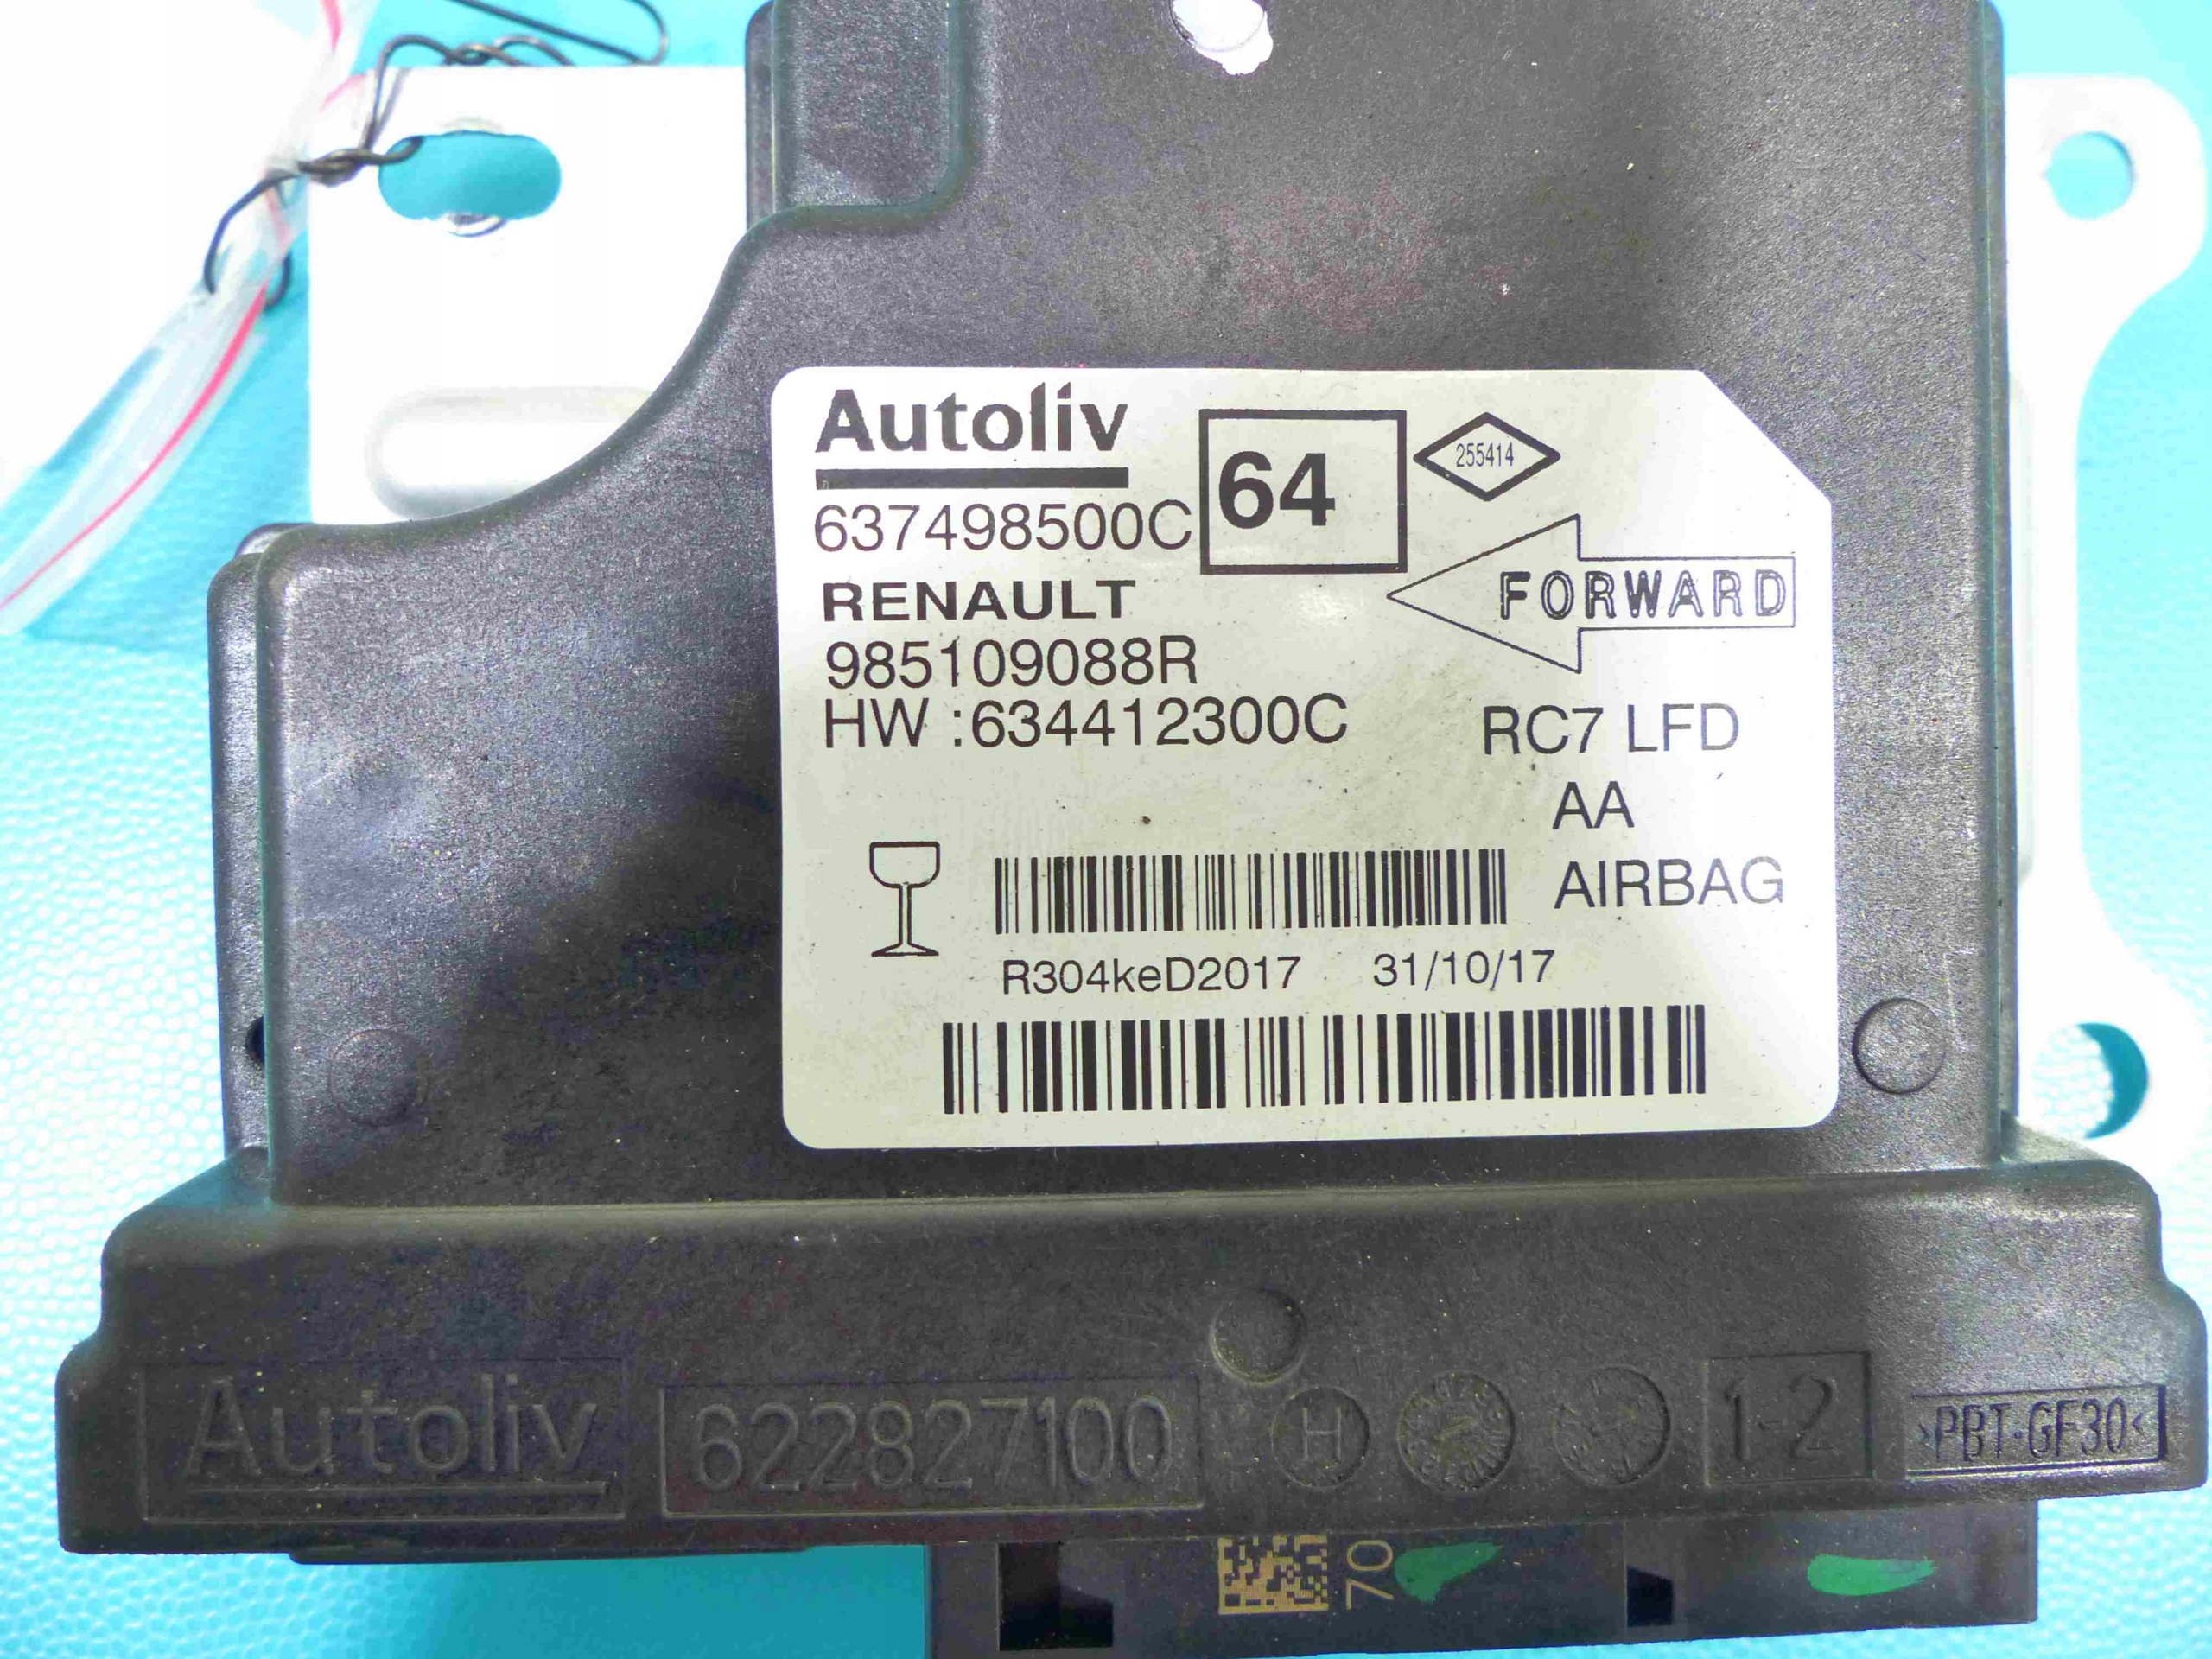 Autoliv
64
255414
637498500C
FORWARD
RENAULT
985109088R
HW :634412300C
RC7 LFD
AA
AIRBAG
R304keD2017 31/10/17
Autoliv
622827100
H
1-2
>PBT-GF30<
70